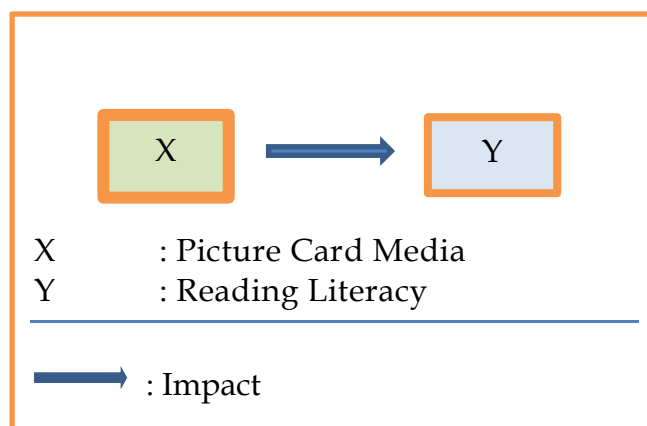 X Y
X : Picture Card Media
Y : Reading Literacy
: Impact